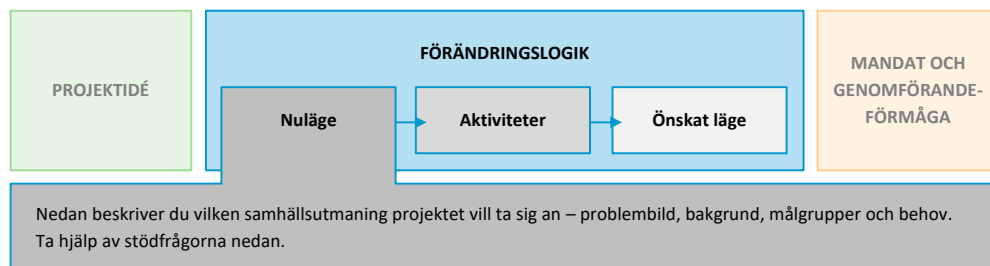 PROJEKTIDÉ
FÖRÄNDRINGSLOGIK
Nuläge
Aktiviteter
Önskat läge
MANDAT OCH
GENOMFÖRANDE-
FÖRMÅGA
Nedan beskriver du vilken samhällsutmaning projektet vill ta sig an – problembild, bakgrund, målgrupper och behov.
Ta hjälp av stödfrågorna nedan.